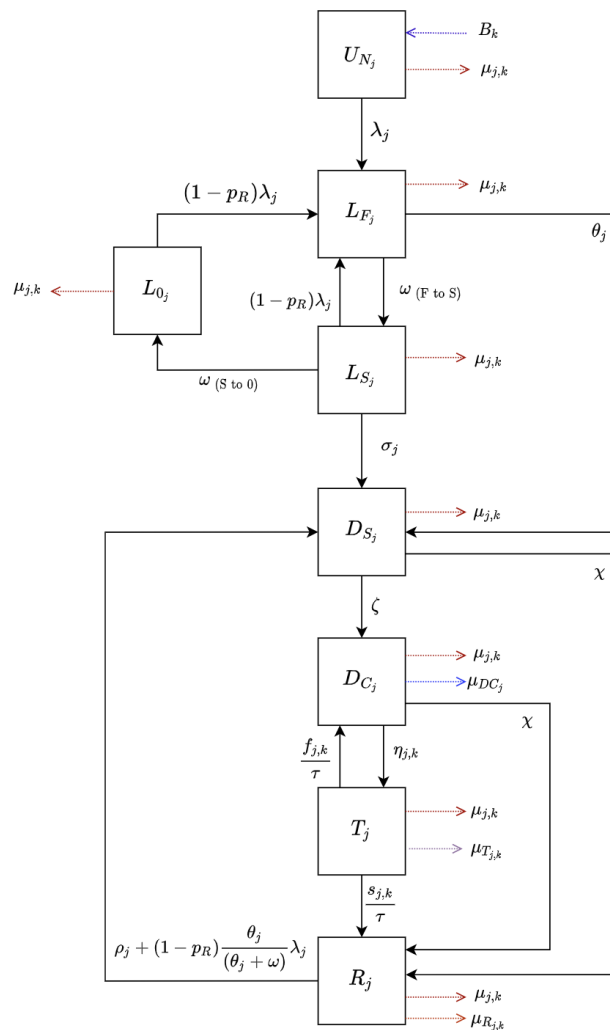 U_{N_j}
B_k
μ_{j,k}
λ_j
(1 − p_R)λ_j
L_{F_j}
μ_{j,k}
θ_j
μ_{j,k}
L_{0_j}
(1 − p_R)λ_j
ω (F to S)
ω (S to 0)
L_{S_j}
μ_{j,k}
σ_j
D_{S_j}
μ_{j,k}
χ
ζ
D_{C_j}
μ_{j,k}
μ_{DC_j}
χ
f_{j,k}/τ
η_{j,k}
T_j
μ_{j,k}
μ_{T_{j,k}}
s_{j,k}/τ
ρ_j + (1 − p_R) θ_j/(θ_j + ω) λ_j
R_j
μ_{j,k}
μ_{R_{j,k}}